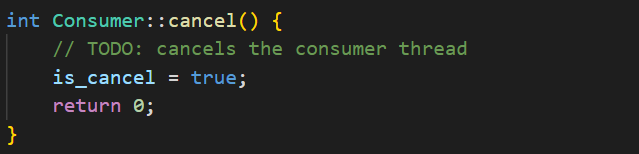 int Consumer::cancel() {
    // TODO: cancels the consumer thread
    is_cancel = true;
    return 0;
}